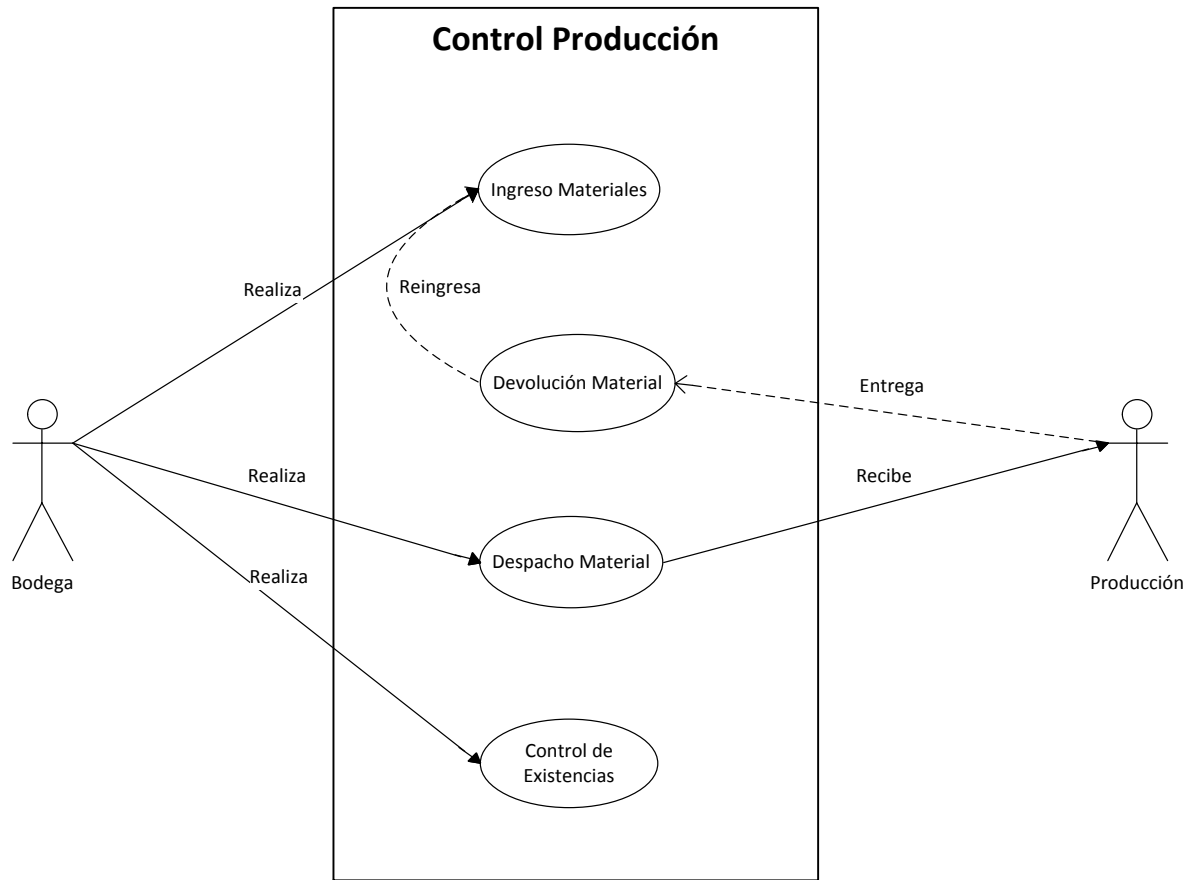 Control Producción
Ingreso Materiales
Realiza
Reingresa
Devolución Material
Entrega
Realiza
Recibe
Despacho Material
Bodega
Realiza
Producción
Control de
Existencias